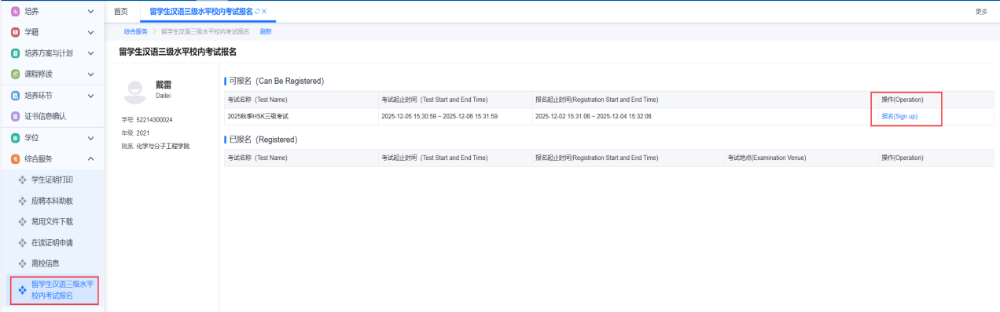 培养
学籍
培养方案与计划
课程修读
培养环节
证书信息确认
学位
综合服务
学生证明打印
应聘本科助教
常用文件下载
在读证明申请
离校信息
留学生汉语三级水平
校内考试报名
首页 留学生汉语三级水平校内考试报名 更多
综合服务 > 留学生汉语三级水平校内考试报名 刷新
留学生汉语三级水平校内考试报名
戴雷
Dailei
学号: 52214300024
年级: 2021
院系: 化学与分子工程学院
可报名（Can Be Registered）
考试名称（Test Name） 考试起止时间（Test Start and End Time） 报名起止时间(Registration Start and End Time) 操作(Operation)
2025秋季HSK三级考试 2025-12-05 15:30:59 ~ 2025-12-06 15:31:59 2025-12-02 15:31:06 ~ 2025-12-04 15:32:06 报名(Sign up)
已报名（Registered）
考试名称（Test Name） 考试起止时间（Test Start and End Time） 报名起止时间(Registration Start and End Time) 考试地点(Examination Venue) 操作(Operation)